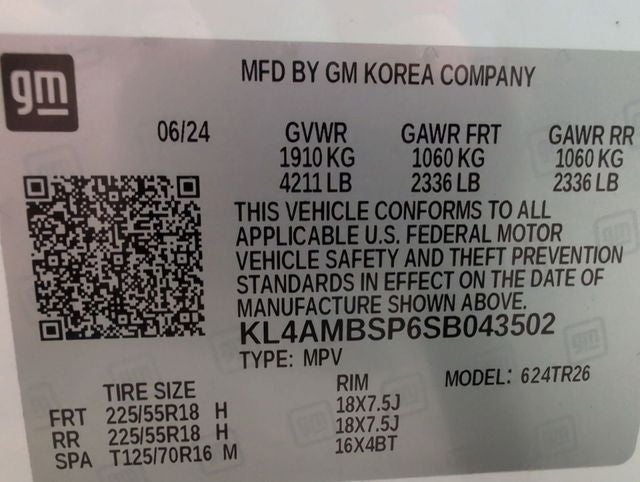 gm
MFD BY GM KOREA COMPANY
06/24 GVWR GAWR FRT GAWR RR
1910 KG 1060 KG 1060 KG
4211 LB 2336 LB 2336 LB
THIS VEHICLE CONFORMS TO ALL
APPLICABLE U.S. FEDERAL MOTOR
VEHICLE SAFETY AND THEFT PREVENTION
STANDARDS IN EFFECT ON THE DATE OF
MANUFACTURE SHOWN ABOVE.
KL4AMBSP6SB043502
TYPE: MPV
MODEL: 624TR26
TIRE SIZE RIM
FRT 225/55R18 H 18X7.5J
RR 225/55R18 H 18X7.5J
SPA T125/70R16 M 16X4BT